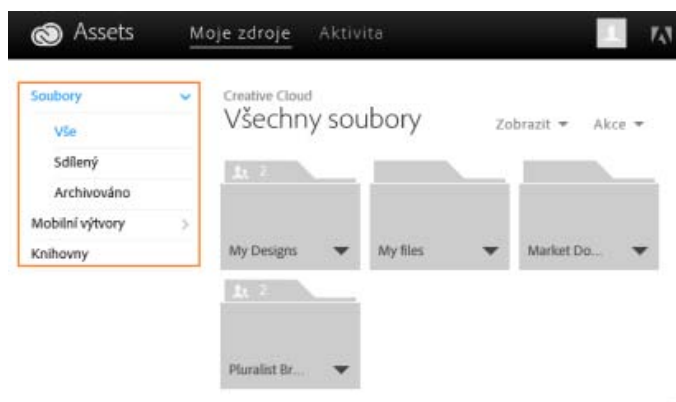 Assets Moje zdroje Aktivita
Soubory
Vše
Sdílený
Archivováno
Mobilní výtvory
Knihovny
Creative Cloud
Všechny soubory
Zobrazit Akce
2
My Designs My files Market Do...
2
Pluralist Br...